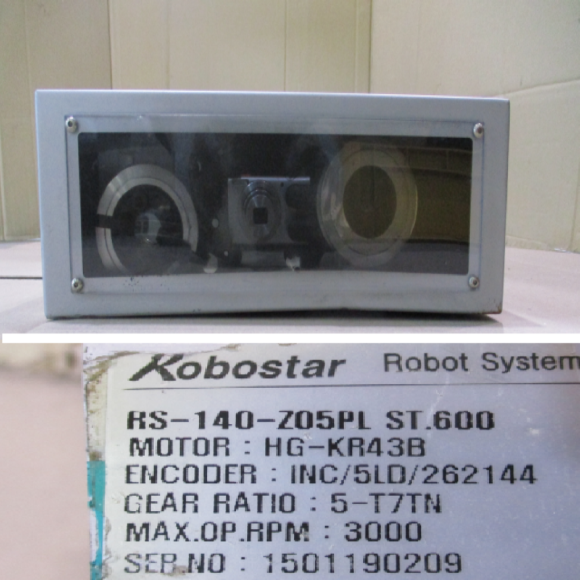 Robostar Robot System
RS-140-Z05PL ST.600
MOTOR : HG-KR43B
ENCODER : INC/5LD/262144
GEAR RATIO : 5-T7TN
MAX.OP.RPM : 3000
SER.NO : 1501190209